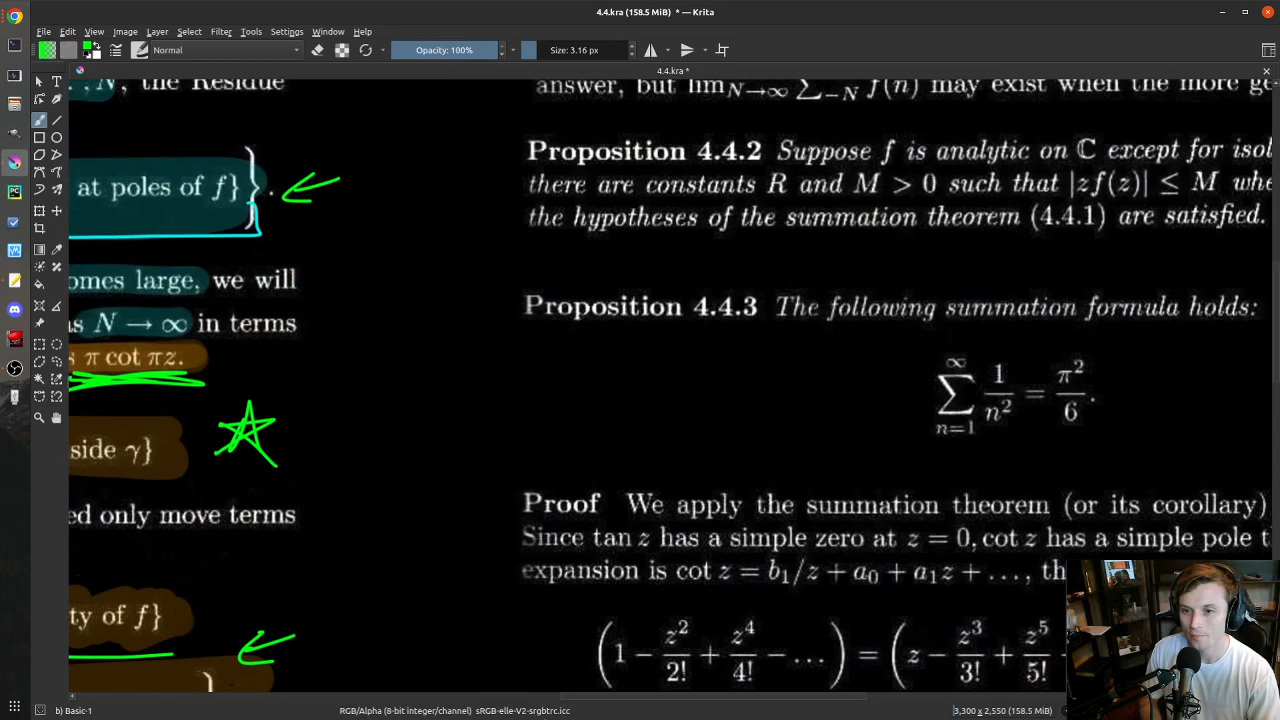 4.4.kra (158.5 MiB) * — Krita
File Edit View Image Layer Select Filter Tools Settings Window Help
Normal Opacity: 100% Size: 3.16 px
4.4.kra *
, N, the Residue
at poles of f}}.
omes large, we will
as N → ∞ in terms
s π cot πz.
side γ}
ed only move terms
ty of f}
answer, but lim_{N→∞} ∑_{−N} f(n) may exist when the more ge
Proposition 4.4.2 Suppose f is analytic on ℂ except for isol
there are constants R and M > 0 such that |zf(z)| ≤ M whe
the hypotheses of the summation theorem (4.4.1) are satisfied.
Proposition 4.4.3 The following summation formula holds:
∑_{n=1}^{∞} 1/n² = π²/6.
Proof We apply the summation theorem (or its corollary)
Since tan z has a simple zero at z = 0, cot z has a simple pole t
expansion is cot z = b₁/z + a₀ + a₁z + …, th
(1 − z²/2! + z⁴/4! − …) = (z − z³/3! + z⁵/5!
b) Basic-1 RGB/Alpha (8-bit integer/channel) sRGB-elle-V2-srgbtrc.icc 3,300 x 2,550 (158.5 MiB)